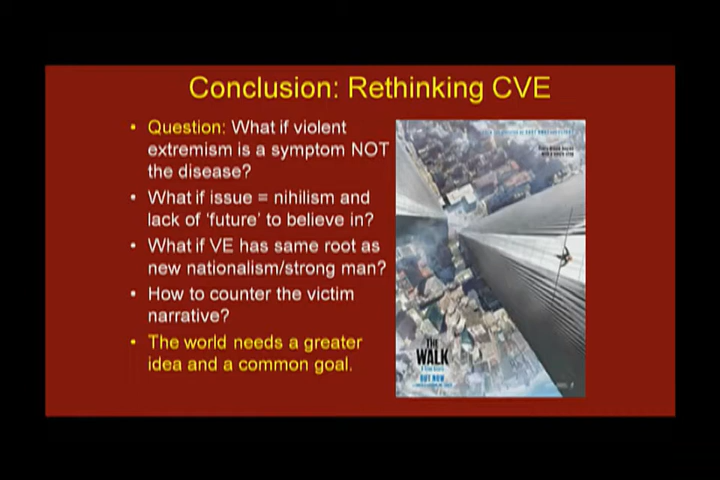 Conclusion: Rethinking CVE
• Question: What if violent
extremism is a symptom NOT
the disease?
• What if issue = nihilism and
lack of ‘future’ to believe in?
• What if VE has same root as
new nationalism/strong man?
• How to counter the victim
narrative?
• The world needs a greater
idea and a common goal.
THE
WALK
OUT NOW